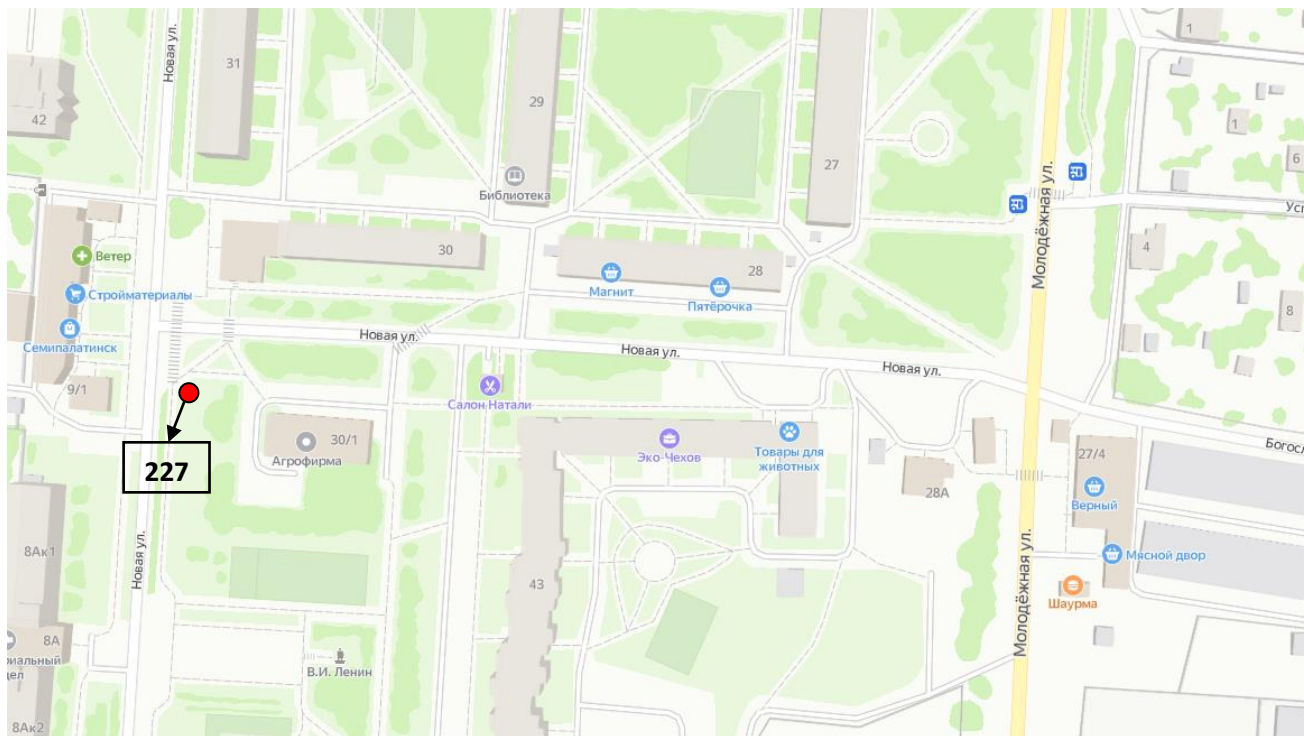 Новая ул.
31
42
29
Библиотека
27
1
1
6
Молодёжная ул.
4
8
Ветер
Стройматериалы
Семипалатинск
9/1
30
Магнит
28
Пятёрочка
Новая ул.
Новая ул.
Новая ул.
Салон Натали
30/1
Агрофирма
Эко-Чехов
Товары для
животных
28А
27/4
Верный
Мясной двор
Шаурма
Молодёжная ул.
227
8Ак1
Новая ул.
43
8А
В.И. Ленин
8Ак2